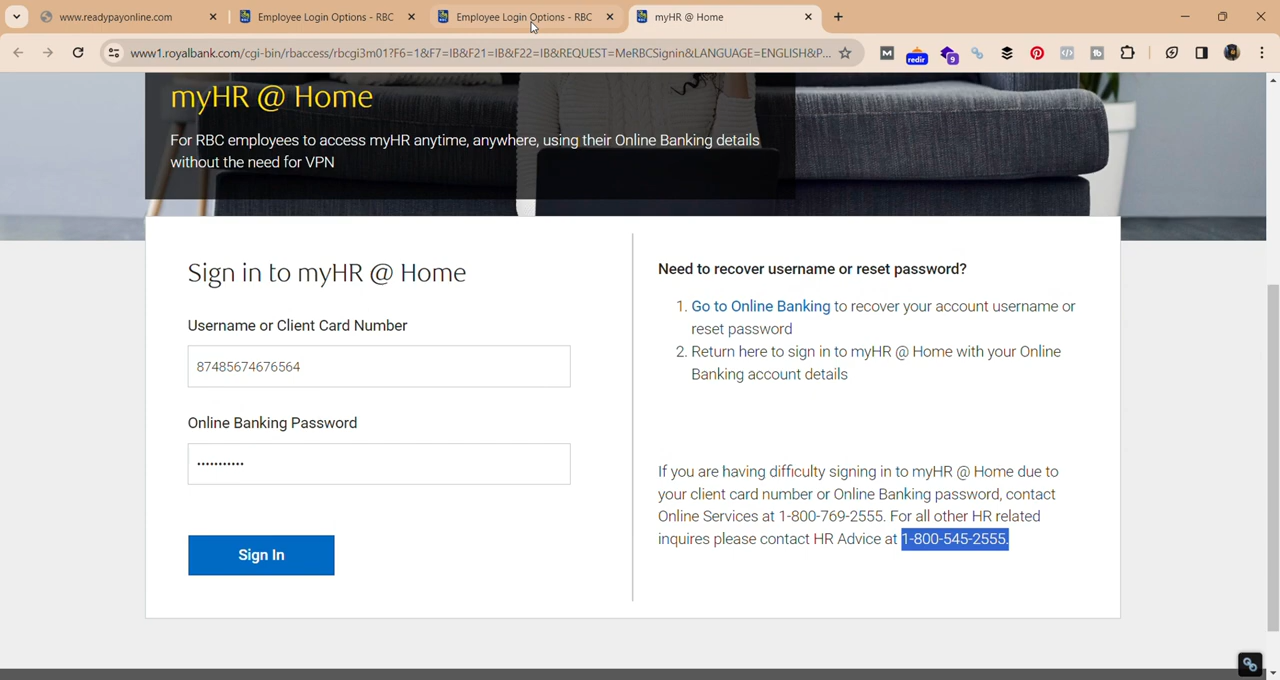 www.readypayonline.com
Employee Login Options - RBC
Employee Login Options - RBC
myHR @ Home
www1.royalbank.com/cgi-bin/rbaccess/rbcgi3m01?F6=1&F7=IB&F21=IB&F22=IB&REQUEST=MeRBCSignin&LANGUAGE=ENGLISH&P...
redir
9
myHR @ Home
For RBC employees to access myHR anytime, anywhere, using their Online Banking details
without the need for VPN
Sign in to myHR @ Home
Username or Client Card Number
87485674676564
Online Banking Password
•••••••••••
Sign In
Need to recover username or reset password?
1. Go to Online Banking to recover your account username or
reset password
2. Return here to sign in to myHR @ Home with your Online
Banking account details
If you are having difficulty signing in to myHR @ Home due to
your client card number or Online Banking password, contact
Online Services at 1-800-769-2555. For all other HR related
inquires please contact HR Advice at 1-800-545-2555.